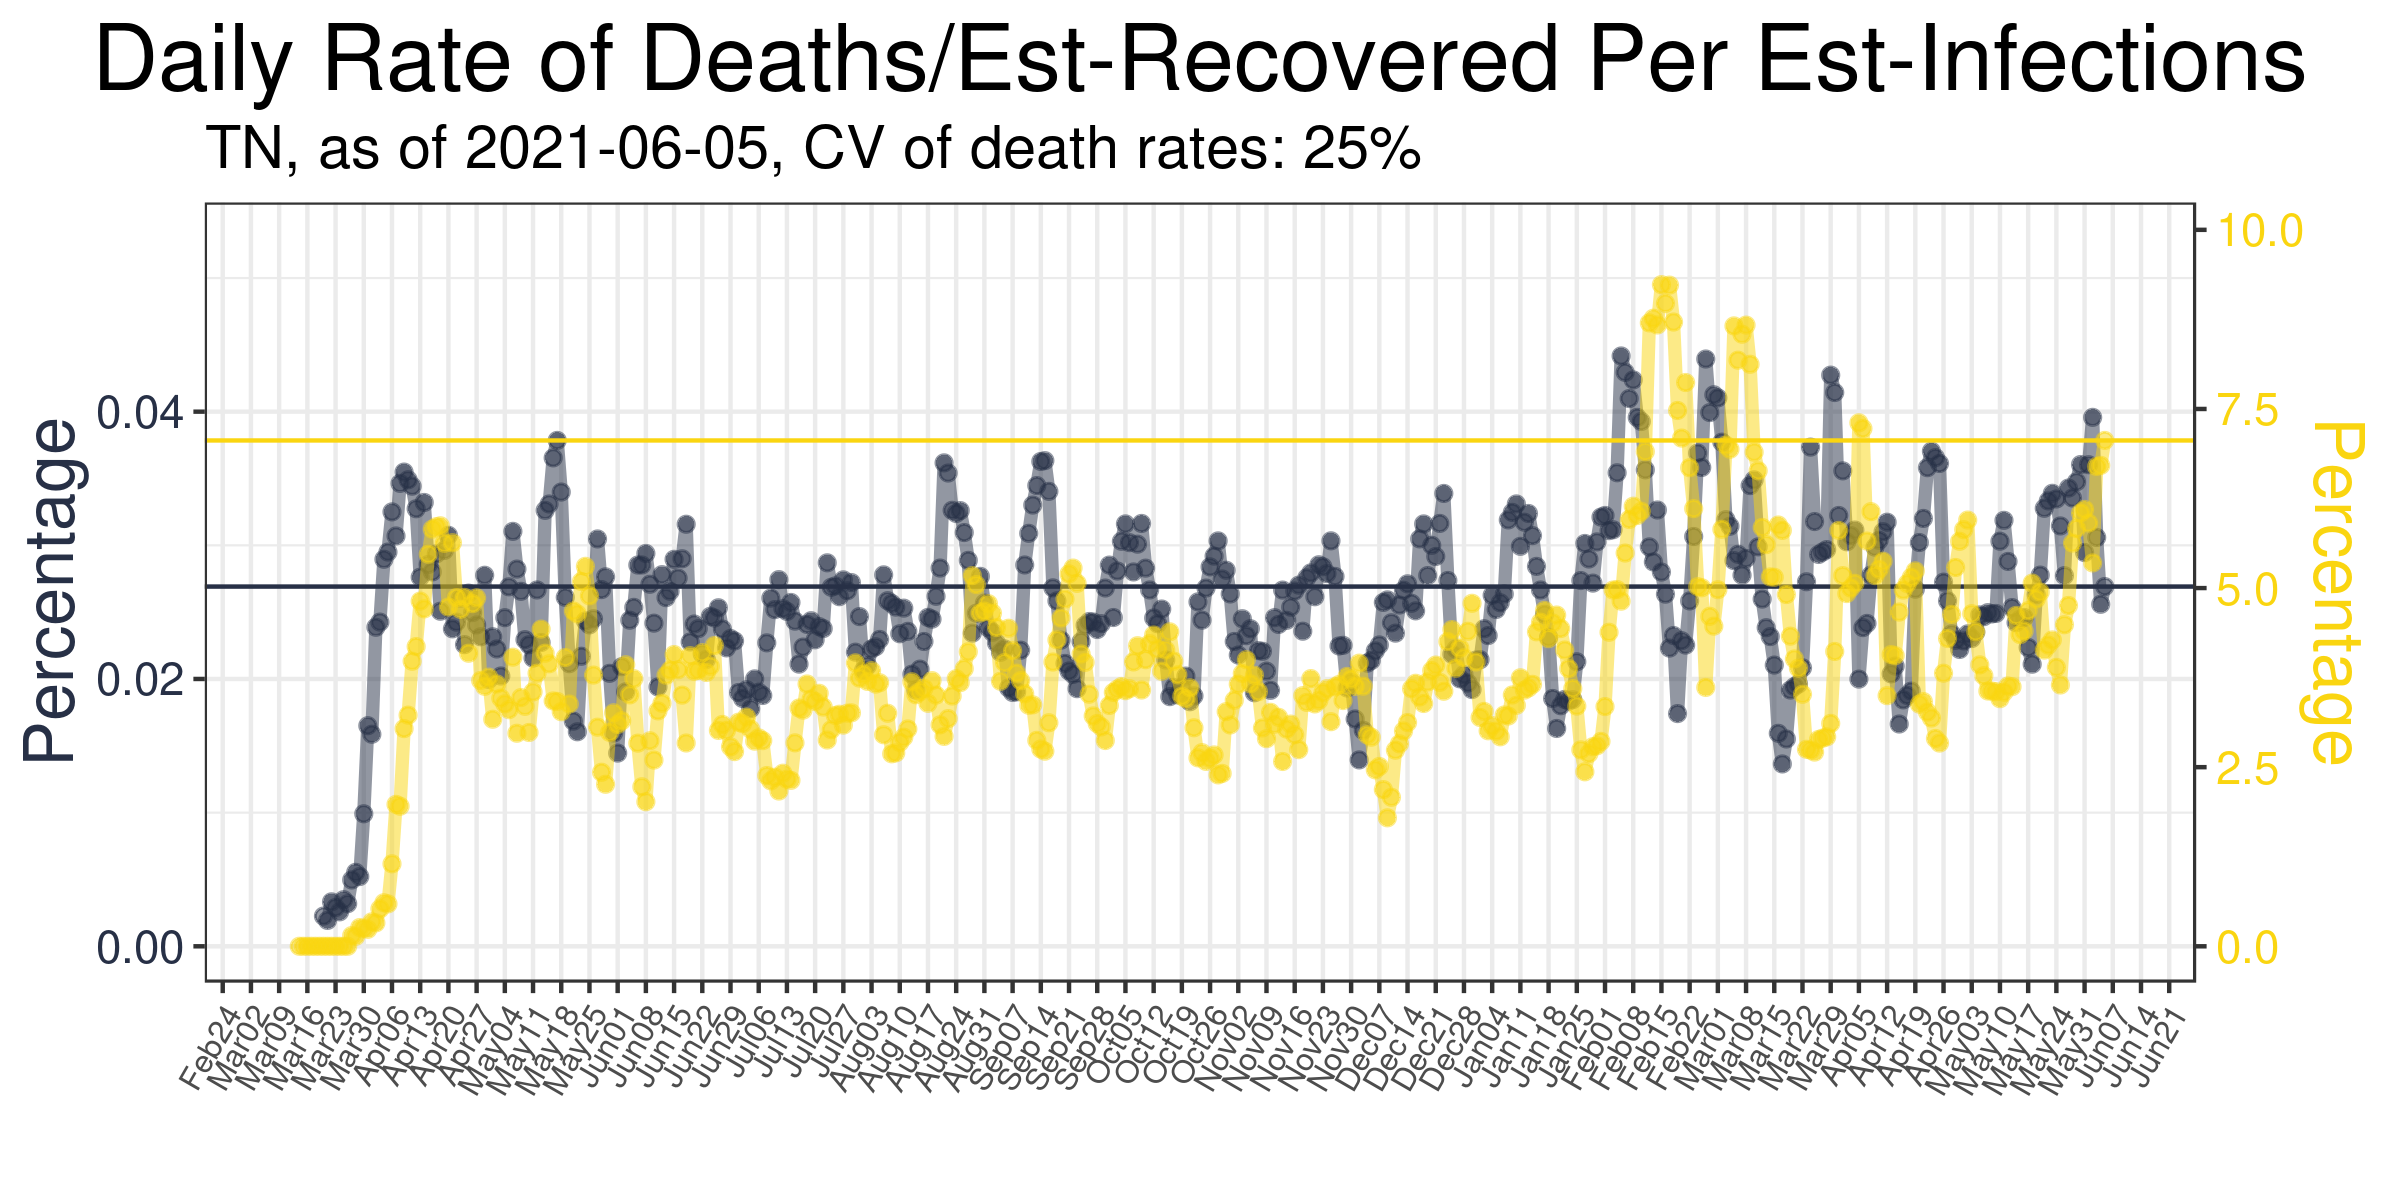 Daily Rate of Deaths/Est-Recovered Per Est-Infections
TN, as of 2021-06-05, CV of death rates: 25%
Percentage
0.04
0.02
0.00
10.0
7.5
5.0
2.5
0.0
Percentage
Feb24
Mar02
Mar09
Mar16
Mar23
Mar30
Apr06
Apr13
Apr20
Apr27
May04
May11
May18
May25
Jun01
Jun08
Jun15
Jun22
Jun29
Jul06
Jul13
Jul20
Jul27
Aug03
Aug10
Aug17
Aug24
Aug31
Sep07
Sep14
Sep21
Sep28
Oct05
Oct12
Oct19
Oct26
Nov02
Nov09
Nov16
Nov23
Nov30
Dec07
Dec14
Dec21
Dec28
Jan04
Jan11
Jan18
Jan25
Feb01
Feb08
Feb15
Feb22
Mar01
Mar08
Mar15
Mar22
Mar29
Apr05
Apr12
Apr19
Apr26
May03
May10
May17
May24
May31
Jun07
Jun14
Jun21